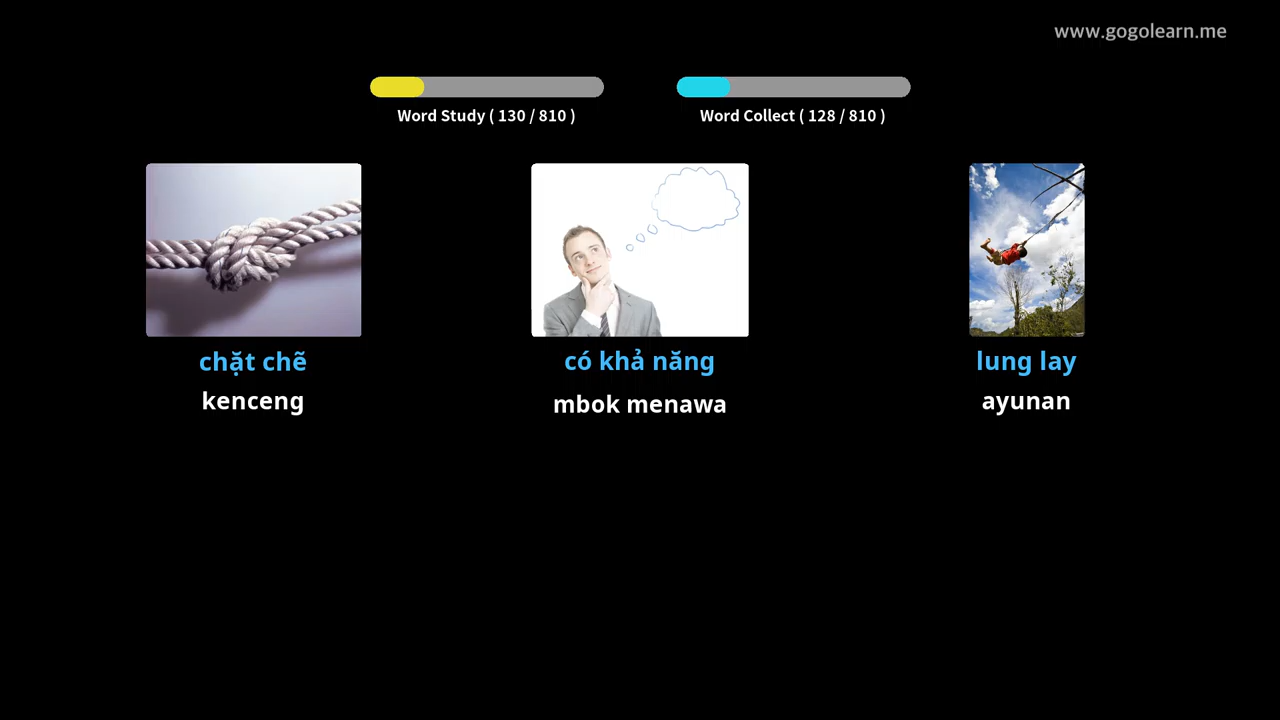 www.gogolearn.me
Word Study ( 130 / 810 )
Word Collect ( 128 / 810 )
chặt chẽ
có khả năng
lung lay
kenceng
mbok menawa
ayunan